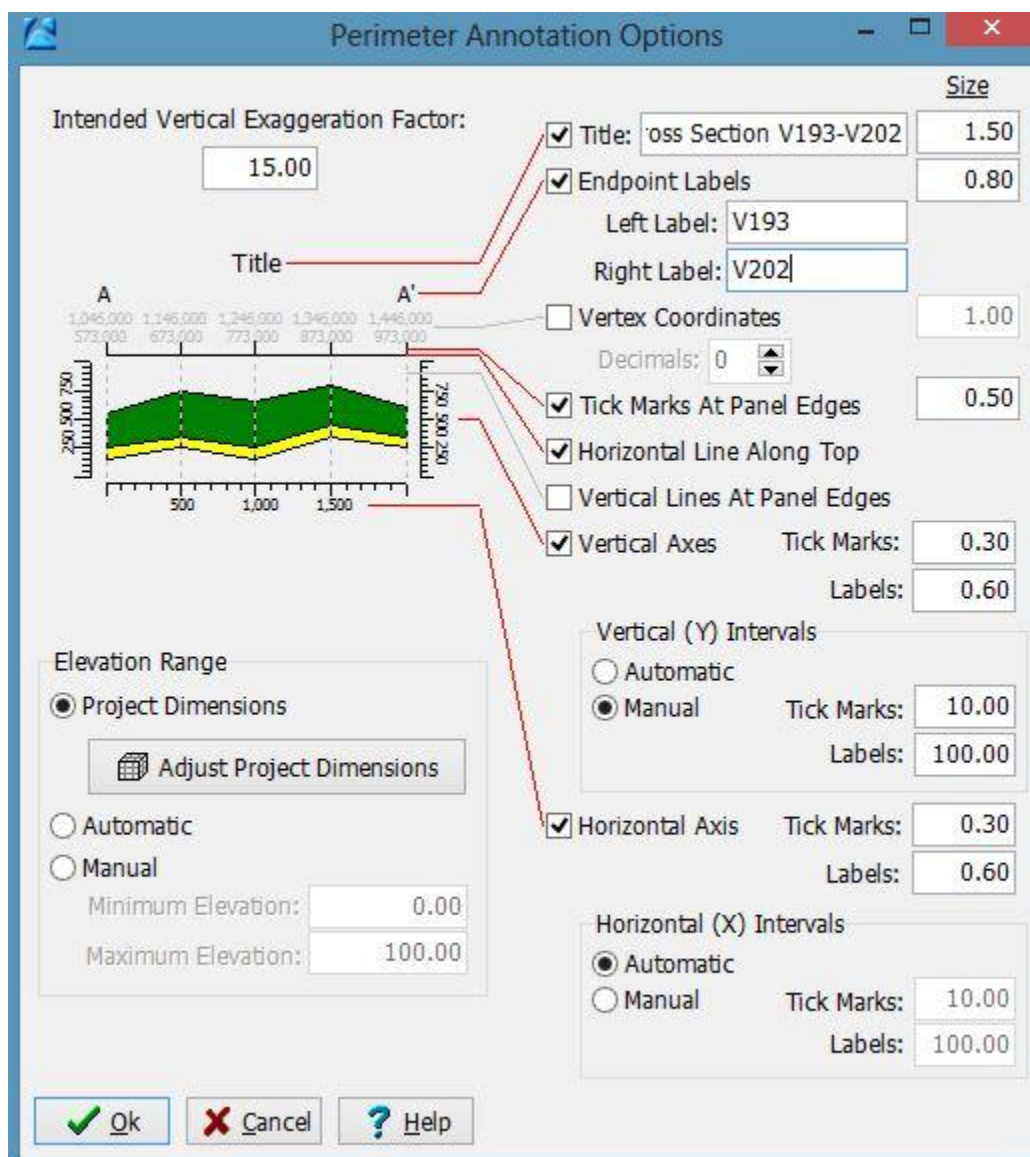 Perimeter Annotation Options
Size
Intended Vertical Exaggeration Factor:
15.00
Title: oss Section V193-V202 1.50
Endpoint Labels 0.80
Left Label: V193
Right Label: V202
Vertex Coordinates 1.00
Decimals: 0
Tick Marks At Panel Edges 0.50
Horizontal Line Along Top
Vertical Lines At Panel Edges
Vertical Axes Tick Marks: 0.30
Labels: 0.60
Vertical (Y) Intervals
Automatic
Manual Tick Marks: 10.00
Labels: 100.00
Horizontal Axis Tick Marks: 0.30
Labels: 0.60
Horizontal (X) Intervals
Automatic
Manual Tick Marks: 10.00
Labels: 100.00
Title
A A'
1,046,000 1,146,000 1,246,000 1,346,000 1,446,000
573,000 673,000 773,000 873,000 973,000
250 500 750
750 500 250
500 1,000 1,500
Elevation Range
Project Dimensions
Adjust Project Dimensions
Automatic
Manual
Minimum Elevation: 0.00
Maximum Elevation: 100.00
Ok Cancel ? Help